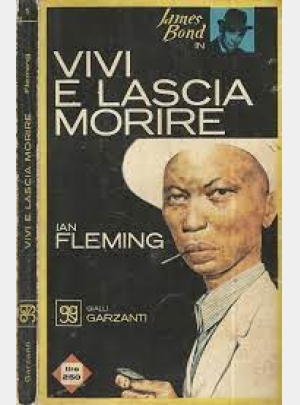 James
Bond
IN
VIVI
E LASCIA
MORIRE
IAN
FLEMING
GIALLI
GARZANTI
lire
250
Fleming
VIVI E LASCIA MORIRE
Garzanti